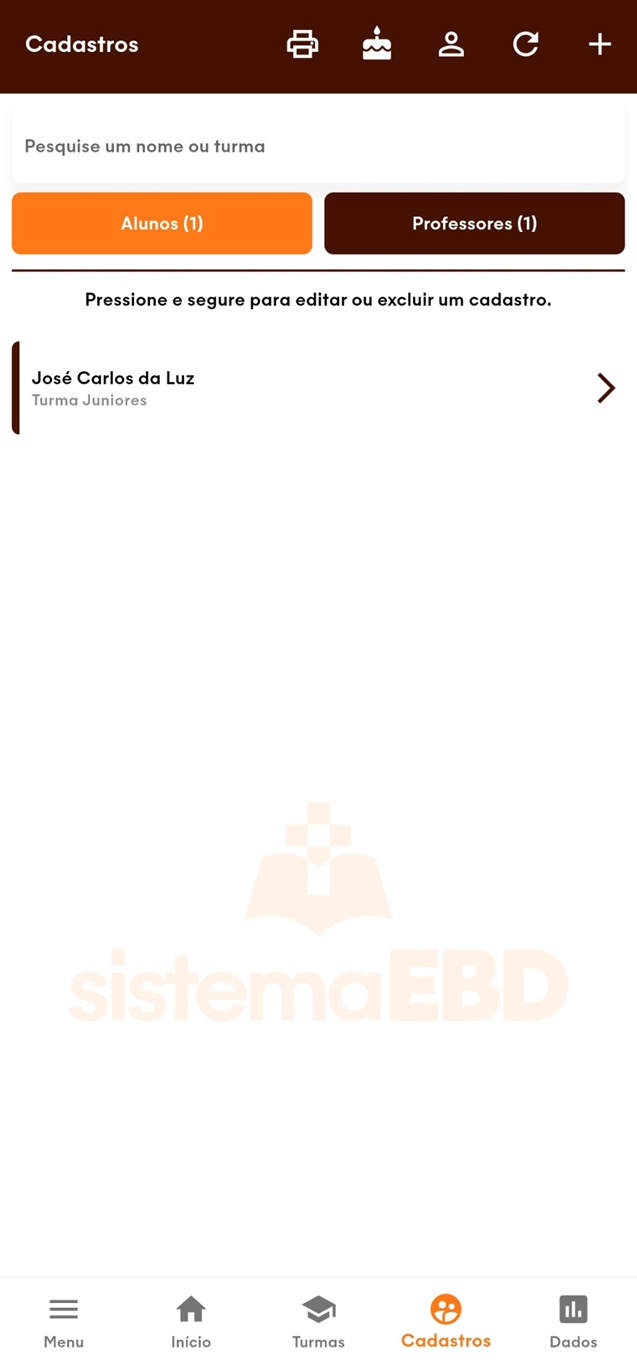 Cadastros
Pesquise um nome ou turma
Alunos (1)
Professores (1)
Pressione e segure para editar ou excluir um cadastro.
José Carlos da Luz
Turma Juniores
sistemaEBD
Menu
Início
Turmas
Cadastros
Dados